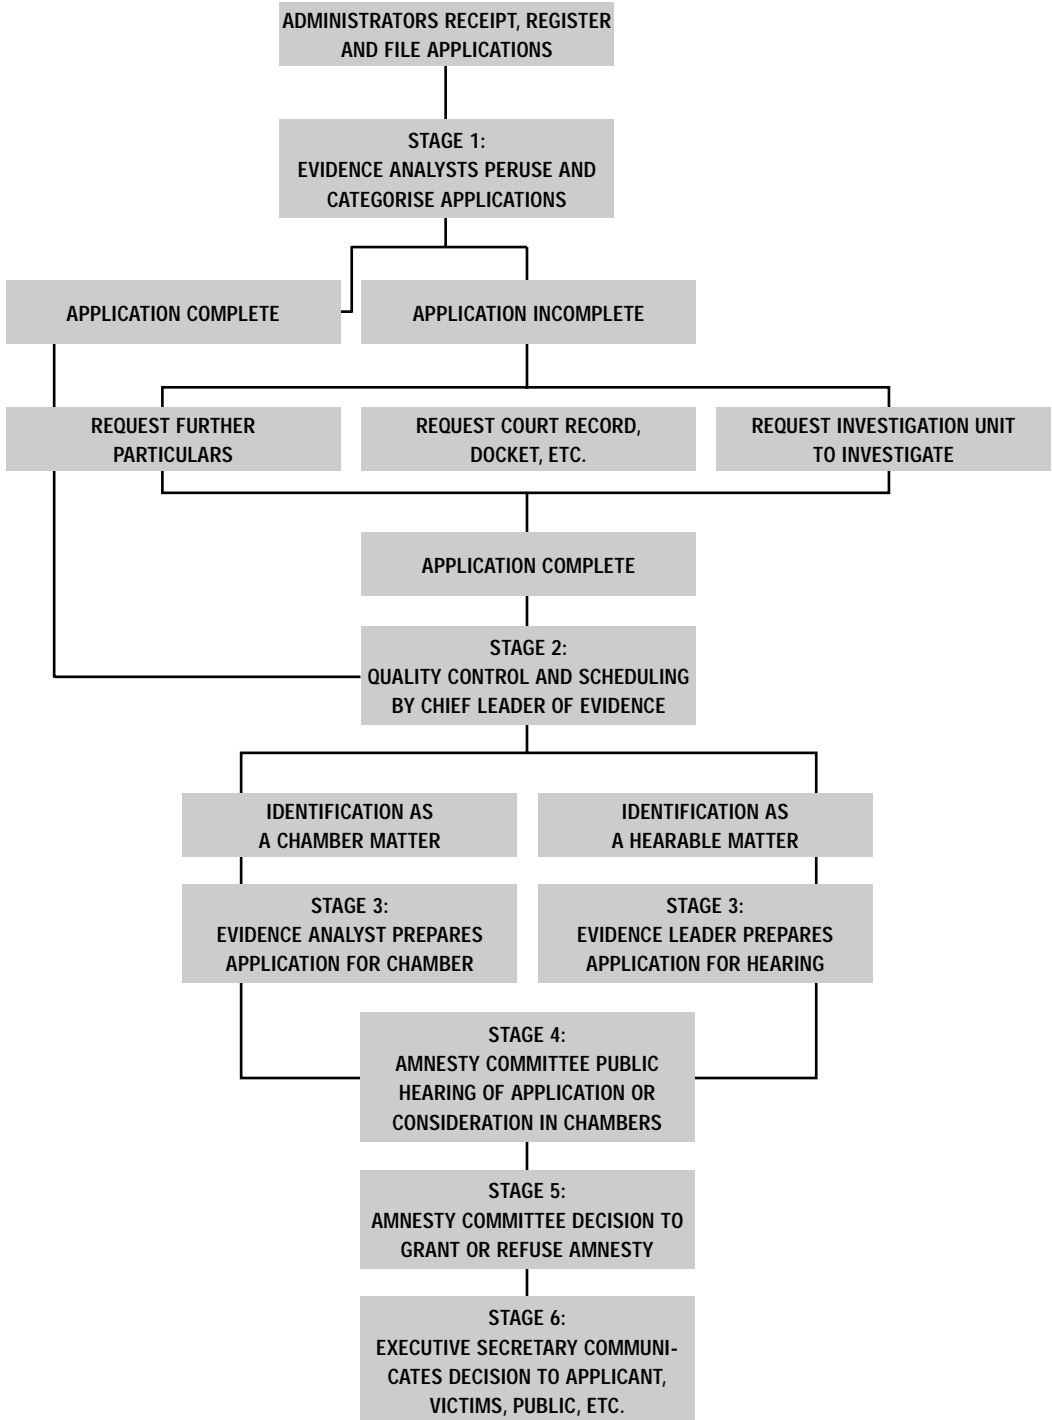 ADMINISTRATORS RECEIPT, REGISTER
AND FILE APPLICATIONS
STAGE 1:
EVIDENCE ANALYSTS PERUSE AND
CATEGORISE APPLICATIONS
APPLICATION COMPLETE
APPLICATION INCOMPLETE
REQUEST FURTHER
PARTICULARS
REQUEST COURT RECORD,
DOCKET, ETC.
REQUEST INVESTIGATION UNIT
TO INVESTIGATE
APPLICATION COMPLETE
STAGE 2:
QUALITY CONTROL AND SCHEDULING
BY CHIEF LEADER OF EVIDENCE
IDENTIFICATION AS
A CHAMBER MATTER
IDENTIFICATION AS
A HEARABLE MATTER
STAGE 3:
EVIDENCE ANALYST PREPARES
APPLICATION FOR CHAMBER
STAGE 3:
EVIDENCE LEADER PREPARES
APPLICATION FOR HEARING
STAGE 4:
AMNESTY COMMITTEE PUBLIC
HEARING OF APPLICATION OR
CONSIDERATION IN CHAMBERS
STAGE 5:
AMNESTY COMMITTEE DECISION TO
GRANT OR REFUSE AMNESTY
STAGE 6:
EXECUTIVE SECRETARY COMMUNI-
CATES DECISION TO APPLICANT,
VICTIMS, PUBLIC, ETC.